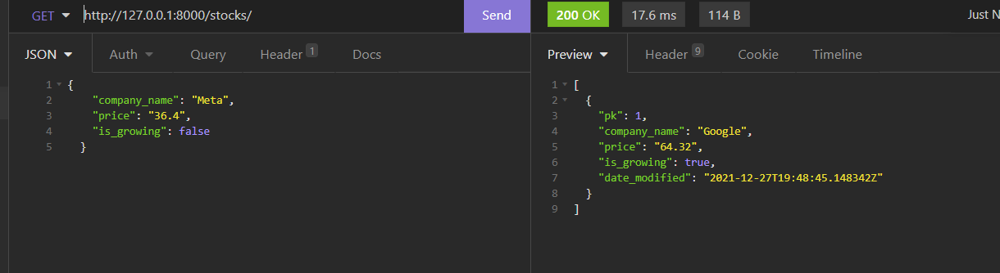 GET http://127.0.0.1:8000/stocks/ Send 200 OK 17.6 ms 114 B Just N
JSON Auth Query Header 1 Docs Preview Header 9 Cookie Timeline
1 {
2 "company_name": "Meta",
3 "price": "36.4",
4 "is_growing": false
5 }
1 [
2 {
3 "pk": 1,
4 "company_name": "Google",
5 "price": "64.32",
6 "is_growing": true,
7 "date_modified": "2021-12-27T19:48:45.148342Z"
8 }
9 ]